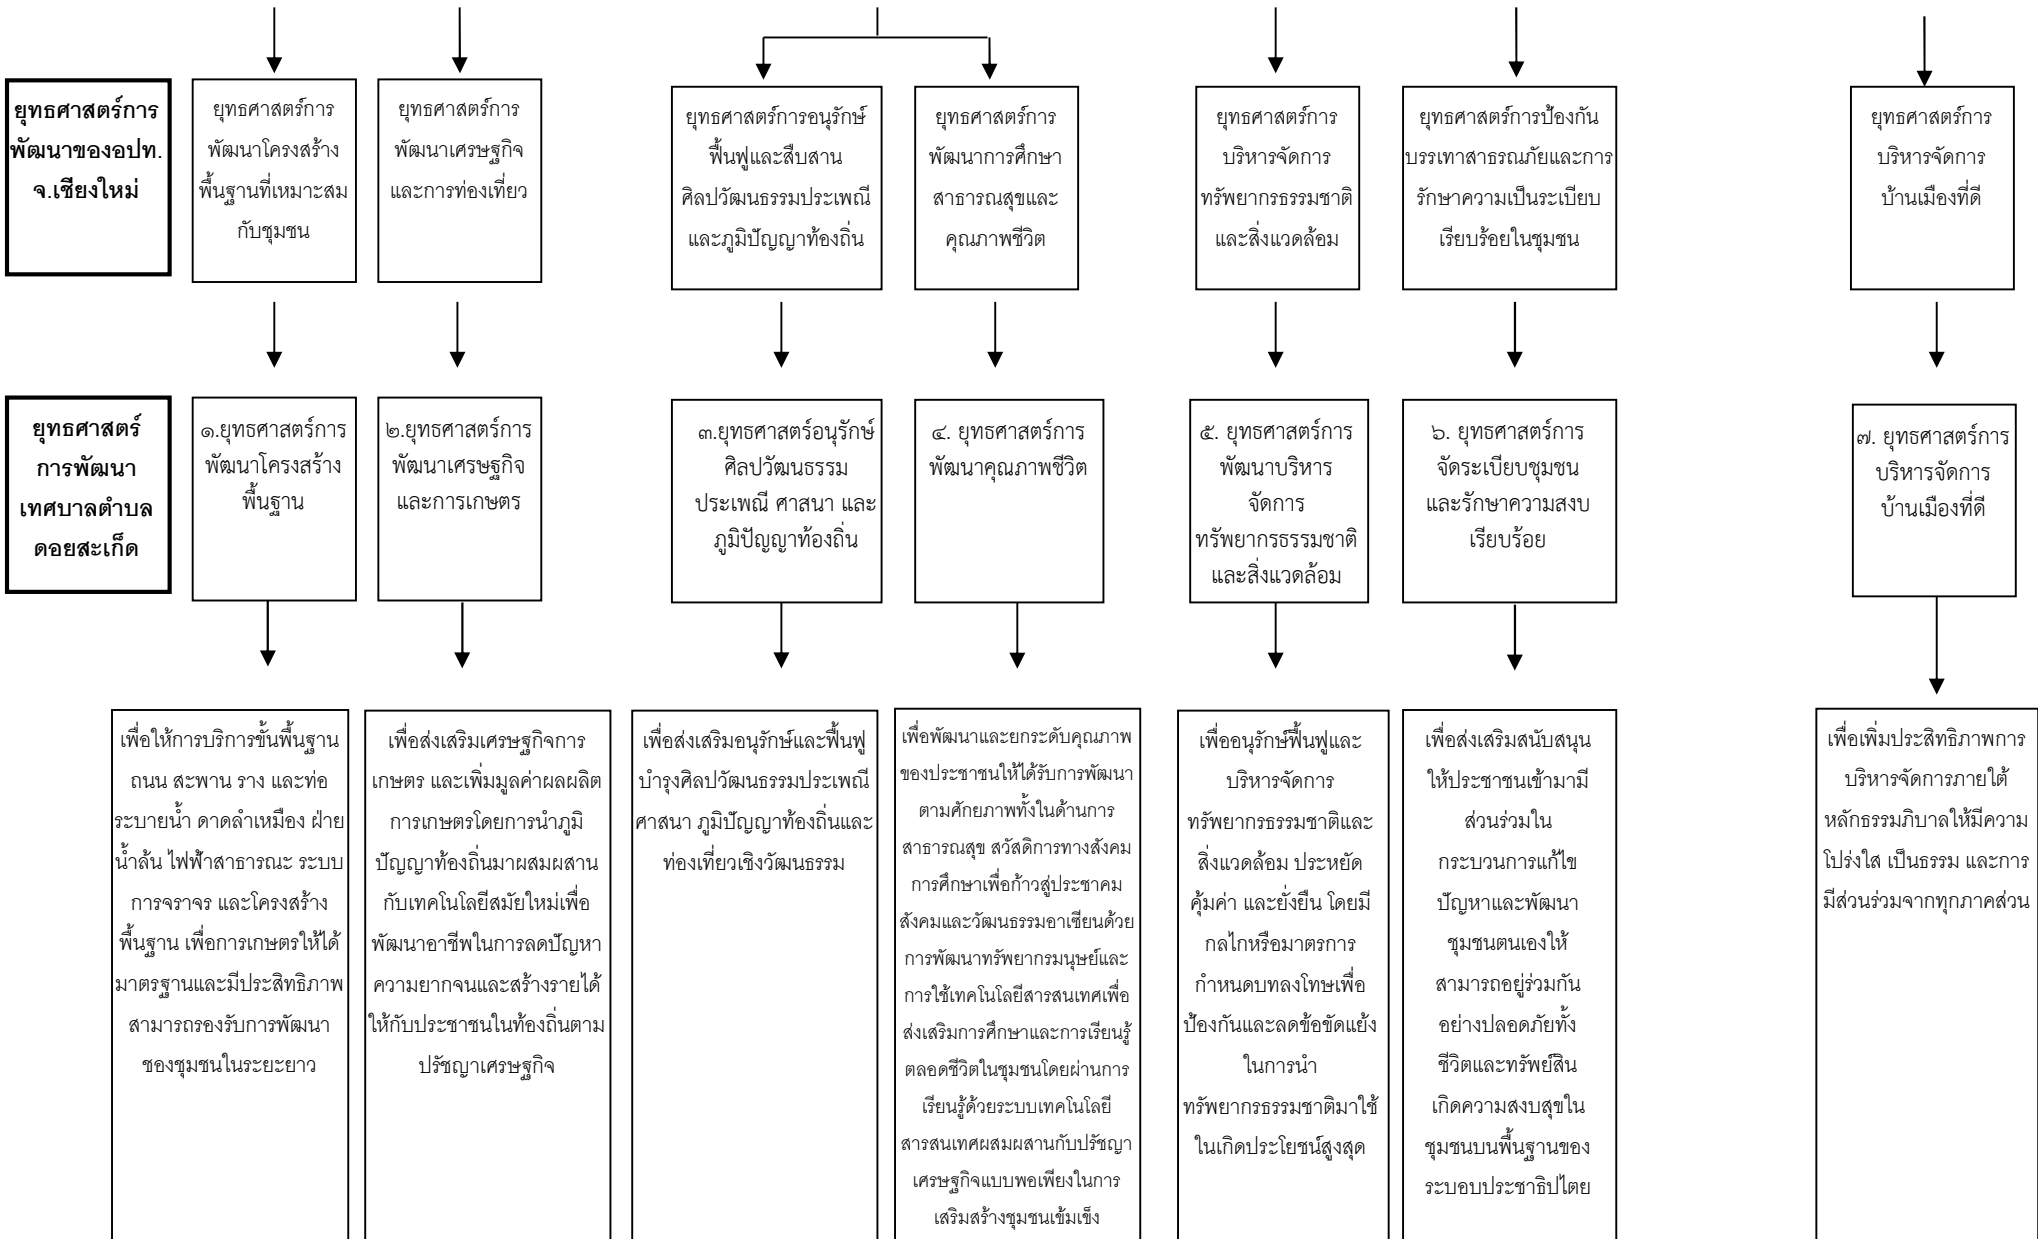 ยุทธศาสตร์การ
พัฒนาของอปท.
จ.เชียงใหม่
ยุทธศาสตร์การ
พัฒนาโครงสร้าง
พื้นฐานที่เหมาะสม
กับชุมชน
ยุทธศาสตร์การ
พัฒนาเศรษฐกิจ
และการท่องเที่ยว
ยุทธศาสตร์การอนุรักษ์
ฟื้นฟูและสืบสาน
ศิลปวัฒนธรรมประเพณี
และภูมิปัญญาท้องถิ่น
ยุทธศาสตร์การ
พัฒนาการศึกษา
สาธารณสุขและ
คุณภาพชีวิต
ยุทธศาสตร์การ
บริหารจัดการ
ทรัพยากรธรรมชาติ
และสิ่งแวดล้อม
ยุทธศาสตร์การป้องกัน
บรรเทาสาธารณภัยและการ
รักษาความเป็นระเบียบ
เรียบร้อยในชุมชน
ยุทธศาสตร์การ
บริหารจัดการ
บ้านเมืองที่ดี
ยุทธศาสตร์
การพัฒนา
เทศบาลตำบล
ดอยสะเก็ด
๑.ยุทธศาสตร์การ
พัฒนาโครงสร้าง
พื้นฐาน
๒.ยุทธศาสตร์การ
พัฒนาเศรษฐกิจ
และการเกษตร
๓.ยุทธศาสตร์อนุรักษ์
ศิลปวัฒนธรรม
ประเพณี ศาสนา และ
ภูมิปัญญาท้องถิ่น
๔. ยุทธศาสตร์การ
พัฒนาคุณภาพชีวิต
๕. ยุทธศาสตร์การ
พัฒนาบริหาร
จัดการ
ทรัพยากรธรรมชาติ
และสิ่งแวดล้อม
๖. ยุทธศาสตร์การ
จัดระเบียบชุมชน
และรักษาความสงบ
เรียบร้อย
๗. ยุทธศาสตร์การ
บริหารจัดการ
บ้านเมืองที่ดี
เพื่อให้การบริการขั้นพื้นฐาน
ถนน สะพาน ราง และท่อ
ระบายน้ำ ดาดลำเหมือง ฝ่าย
น้ำล้น ไฟฟ้าสาธารณะ ระบบ
การจราจร และโครงสร้าง
พื้นฐาน เพื่อการเกษตรให้ได้
มาตรฐานและมีประสิทธิภาพ
สามารถรองรับการพัฒนา
ชองชุมชนในระยะยาว
เพื่อส่งเสริมเศรษฐกิจการ
เกษตร และเพิ่มมูลค่าผลผลิต
การเกษตรโดยการนำภูมิ
ปัญญาท้องถิ่นมาผสมผสาน
กับเทคโนโลยีสมัยใหม่เพื่อ
พัฒนาอาชีพในการลดปัญหา
ความยากจนและสร้างรายได้
ให้กับประชาชนในท้องถิ่นตาม
ปรัชญาเศรษฐกิจ
เพื่อส่งเสริมอนุรักษ์และฟื้นฟู
บำรุงศิลปวัฒนธรรมประเพณี
ศาสนา ภูมิปัญญาท้องถิ่นและ
ท่องเที่ยวเชิงวัฒนธรรม
เพื่อพัฒนาและยกระดับคุณภาพ
ของประชาชนให้ได้รับการพัฒนา
ตามศักยภาพทั้งในด้านการ
สาธารณสุข สวัสดิการทางสังคม
การศึกษาเพื่อก้าวสู่ประชาคม
สังคมและวัฒนธรรมอาเซียนด้วย
การพัฒนาทรัพยากรมนุษย์และ
การใช้เทคโนโลยีสารสนเทศเพื่อ
ส่งเสริมการศึกษาและการเรียนรู้
ตลอดชีวิตในชุมชนโดยผ่านการ
เรียนรู้ด้วยระบบเทคโนโลยี
สารสนเทศผสมผสานกับปรัชญา
เศรษฐกิจแบบพอเพียงในการ
เสริมสร้างชุมชนเข้มเข็ง
เพื่ออนุรักษ์ฟื้นฟูและ
บริหารจัดการ
ทรัพยากรธรรมชาติและ
สิ่งแวดล้อม ประหยัด
คุ้มค่า และยั่งยืน โดยมี
กลไกหรือมาตรการ
กำหนดบทลงโทษเพื่อ
ป้องกันและลดข้อขัดแย้ง
ในการนำ
ทรัพยากรธรรมชาติมาใช้
ในเกิดประโยชน์สูงสุด
เพื่อส่งเสริมสนับสนุน
ให้ประชาชนเข้ามามี
ส่วนร่วมใน
กระบวนการแก้ไข
ปัญหาและพัฒนา
ชุมชนตนเองให้
สามารถอยู่ร่วมกัน
อย่างปลอดภัยทั้ง
ชีวิตและทรัพย์สิน
เกิดความสงบสุขใน
ชุมชนบนพื้นฐานของ
ระบอบประชาธิปไตย
เพื่อเพิ่มประสิทธิภาพการ
บริหารจัดการภายใต้
หลักธรรมภิบาลให้มีความ
โปร่งใส เป็นธรรม และการ
มีส่วนร่วมจากทุกภาคส่วน